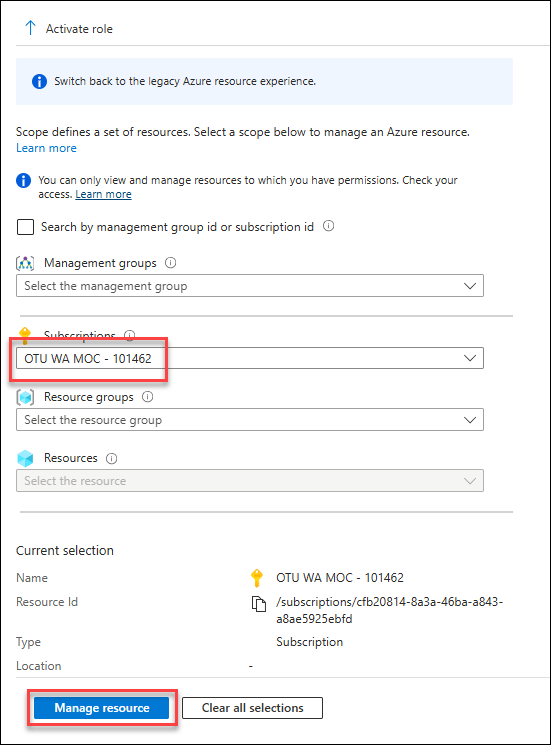 Activate role
Switch back to the legacy Azure resource experience.
Scope defines a set of resources. Select a scope below to manage an Azure resource.
Learn more
You can only view and manage resources to which you have permissions. Check your
access. Learn more
Search by management group id or subscription id
Management groups
Select the management group
Subscriptions
OTU WA MOC - 101462
Resource groups
Select the resource group
Resources
Select the resource
Current selection
Name OTU WA MOC - 101462
Resource Id /subscriptions/cfb20814-8a3a-46ba-a843-
a8ae5925ebfd
Type Subscription
Location -
Manage resource Clear all selections